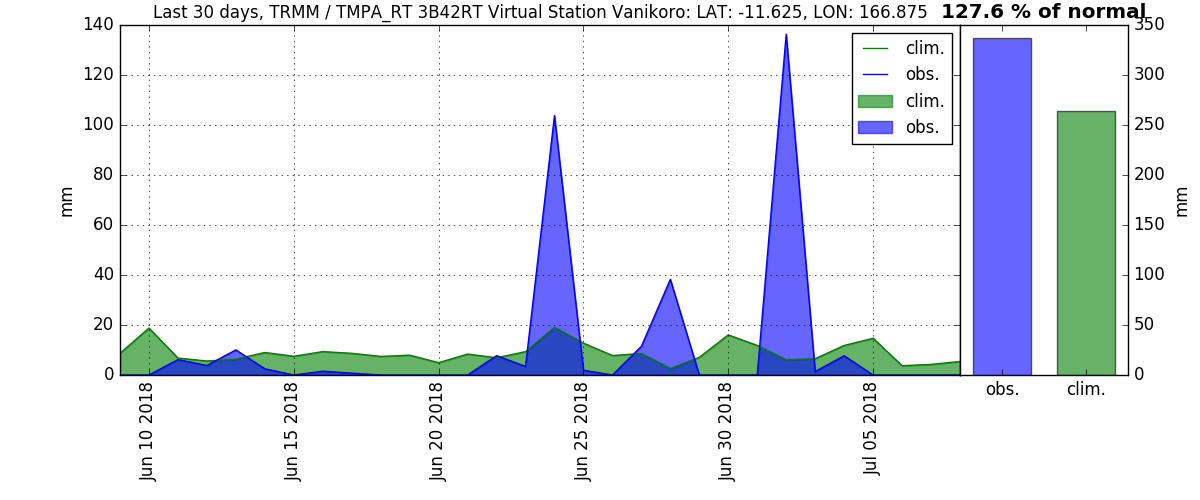 Last 30 days, TRMM / TMPA_RT 3B42RT Virtual Station Vanikoro: LAT: -11.625, LON: 166.875 127.6 % of normal
140
120
100
80
60
40
20
0
mm
clim.
obs.
clim.
obs.
Jun 10 2018
Jun 15 2018
Jun 20 2018
Jun 25 2018
Jun 30 2018
Jul 05 2018
350
300
250
200
150
100
50
0
mm
obs. clim.